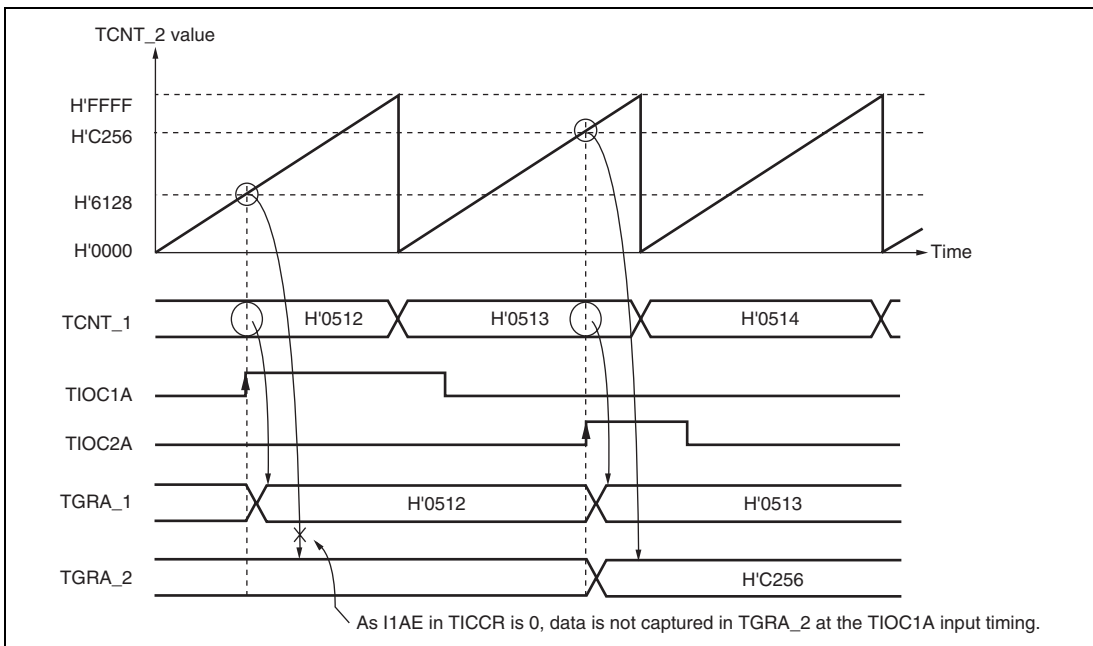 TCNT_2 value
H'FFFF
H'C256
H'6128
H'0000
Time
TCNT_1
H'0512
H'0513
H'0514
TIOC1A
TIOC2A
TGRA_1
H'0512
H'0513
TGRA_2
H'C256
As I1AE in TICCR is 0, data is not captured in TGRA_2 at the TIOC1A input timing.